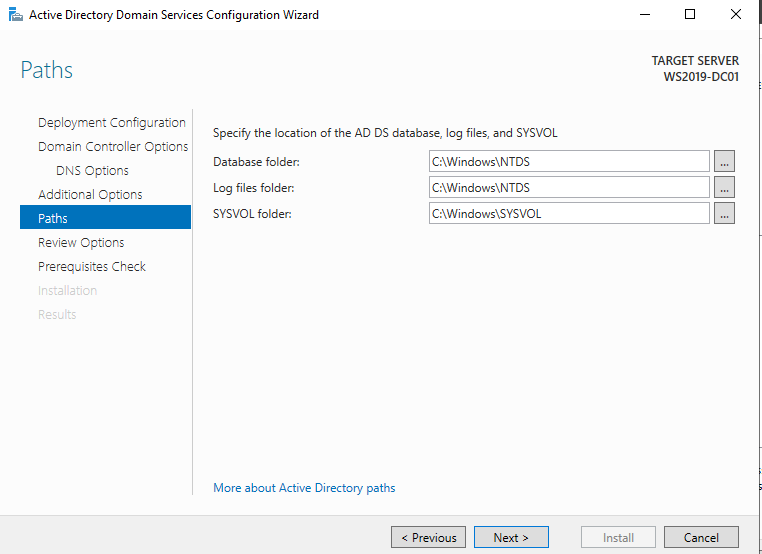 Active Directory Domain Services Configuration Wizard
Paths
TARGET SERVER
WS2019-DC01
Deployment Configuration
Domain Controller Options
DNS Options
Additional Options
Paths
Review Options
Prerequisites Check
Installation
Results
Specify the location of the AD DS database, log files, and SYSVOL
Database folder: C:\Windows\NTDS ...
Log files folder: C:\Windows\NTDS ...
SYSVOL folder: C:\Windows\SYSVOL ...
More about Active Directory paths
< Previous Next > Install Cancel